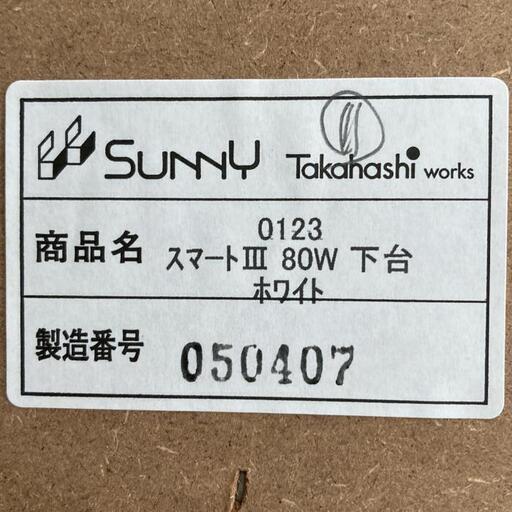 SUNNY Takahashi works
商品名
0123
スマートⅢ 80W 下台
ホワイト
製造番号 050407